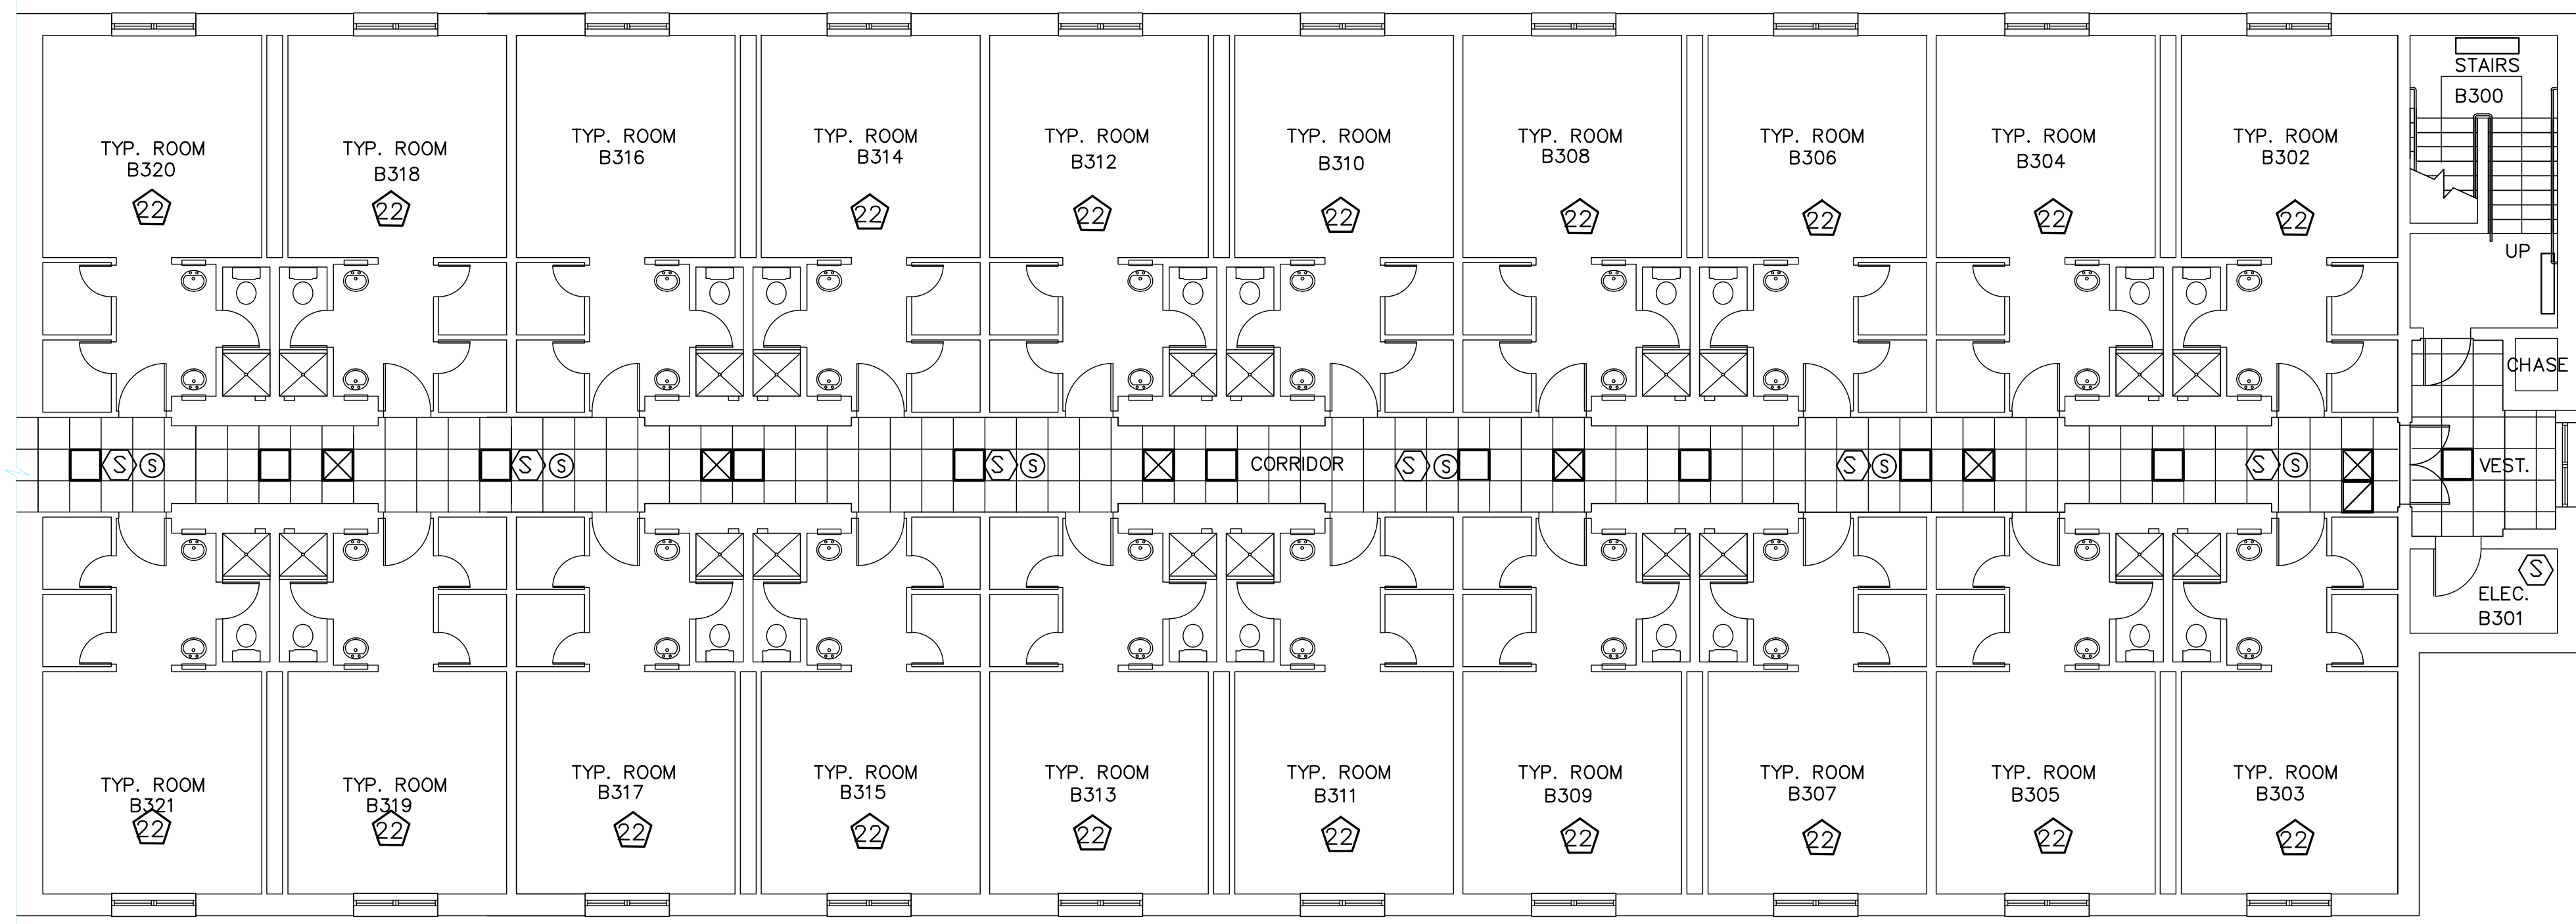 STAIRS
B300
TYP. ROOM
B320
22
TYP. ROOM
B318
22
TYP. ROOM
B316
TYP. ROOM
B314
22
TYP. ROOM
B312
22
TYP. ROOM
B310
22
TYP. ROOM
B308
22
TYP. ROOM
B306
22
TYP. ROOM
B304
22
TYP. ROOM
B302
22
UP
CHASE
S S
S S
S S
CORRIDOR
S S
S S
S S
VEST.
S
ELEC.
B301
TYP. ROOM
B321
22
TYP. ROOM
B319
22
TYP. ROOM
B317
22
TYP. ROOM
B315
22
TYP. ROOM
B313
22
TYP. ROOM
B311
22
TYP. ROOM
B309
22
TYP. ROOM
B307
22
TYP. ROOM
B305
22
TYP. ROOM
B303
22